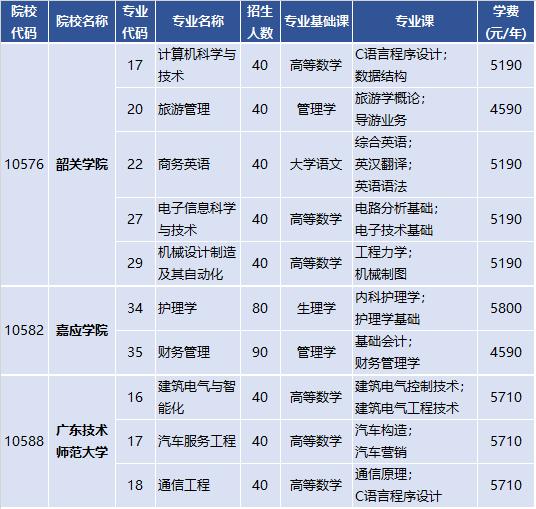 院校代码 院校名称 专业代码 专业名称 招生人数 专业基础课 专业课 学费(元/年)
10576 韶关学院 17 计算机科学与技术 40 高等数学 C语言程序设计；数据结构 5190
20 旅游管理 40 管理学 旅游学概论；导游业务 4590
22 商务英语 40 大学语文 综合英语；英汉翻译；英语语法 5190
27 电子信息科学与技术 40 高等数学 电路分析基础；电子技术基础 5190
29 机械设计制造及其自动化 40 高等数学 工程力学；机械制图 5190
10582 嘉应学院 34 护理学 80 生理学 内科护理学；护理学基础 5800
35 财务管理 90 管理学 基础会计；财务管理学 4590
10588 广东技术师范大学 16 建筑电气与智能化 40 高等数学 建筑电气控制技术；建筑电气工程技术 5710
17 汽车服务工程 40 高等数学 汽车构造；汽车营销 5710
18 通信工程 40 高等数学 通信原理；C语言程序设计 5710